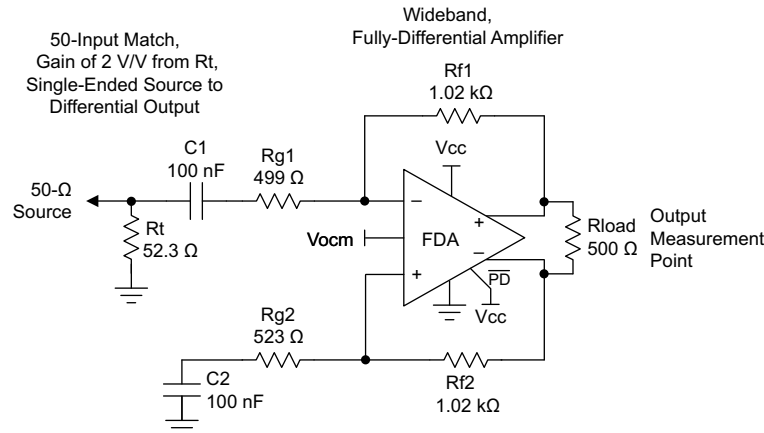 Wideband,
Fully-Differential Amplifier
50-Input Match,
Gain of 2 V/V from Rt,
Single-Ended Source to
Differential Output
Rf1
1.02 kΩ
C1
100 nF
Rg1
499 Ω
Vcc
50-Ω
Source
Rt
52.3 Ω
Vocm
−
+
FDA
+
−
PD
Vcc
Rload
500 Ω
Output
Measurement
Point
Rg2
523 Ω
C2
100 nF
Rf2
1.02 kΩ